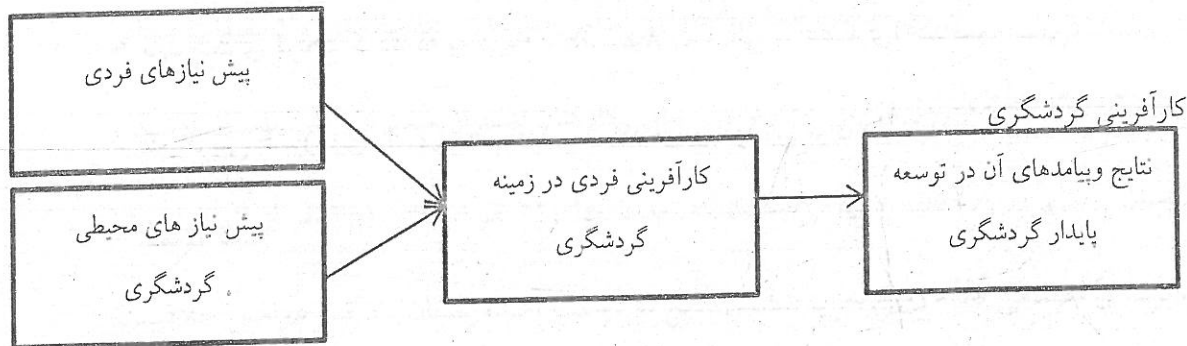 پیش نیازهای فردی
پیش نیاز های محیطی
گردشگری
کارآفرینی فردی در زمینه
گردشگری
کارآفرینی گردشگری
نتایج وپیامدهای آن در توسعه
پایدار گردشگری